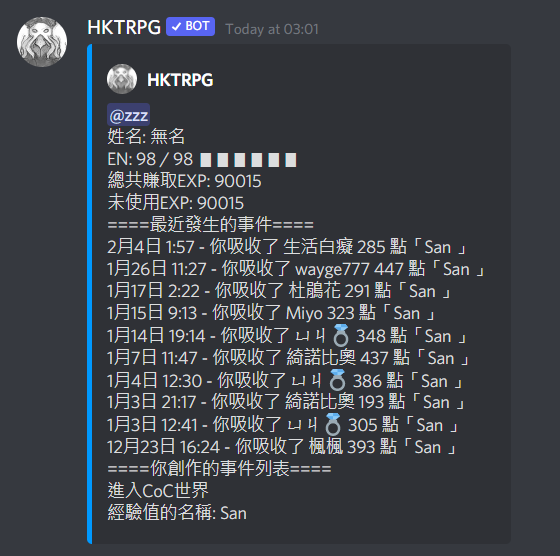 HKTRPG ✓ BOT Today at 03:01
HKTRPG
@zzz
姓名: 無名
EN: 98 / 98
總共賺取EXP: 90015
未使用EXP: 90015
====最近發生的事件====
2月4日 1:57 - 你吸收了 生活白癡 285 點「San 」
1月26日 11:27 - 你吸收了 wayge777 447 點「San 」
1月17日 2:22 - 你吸收了 杜鵑花 291 點「San 」
1月15日 9:13 - 你吸收了 Miyo 323 點「San 」
1月14日 19:14 - 你吸收了 ㄩㄐ💍 348 點「San 」
1月7日 11:47 - 你吸收了 綺諾比奧 437 點「San 」
1月4日 12:30 - 你吸收了 ㄩㄐ💍 386 點「San 」
1月3日 21:17 - 你吸收了 綺諾比奧 193 點「San 」
1月3日 12:41 - 你吸收了 ㄩㄐ💍 305 點「San 」
12月23日 16:24 - 你吸收了 楓楓 393 點「San 」
====你創作的事件列表====
進入CoC世界
經驗值的名稱: San